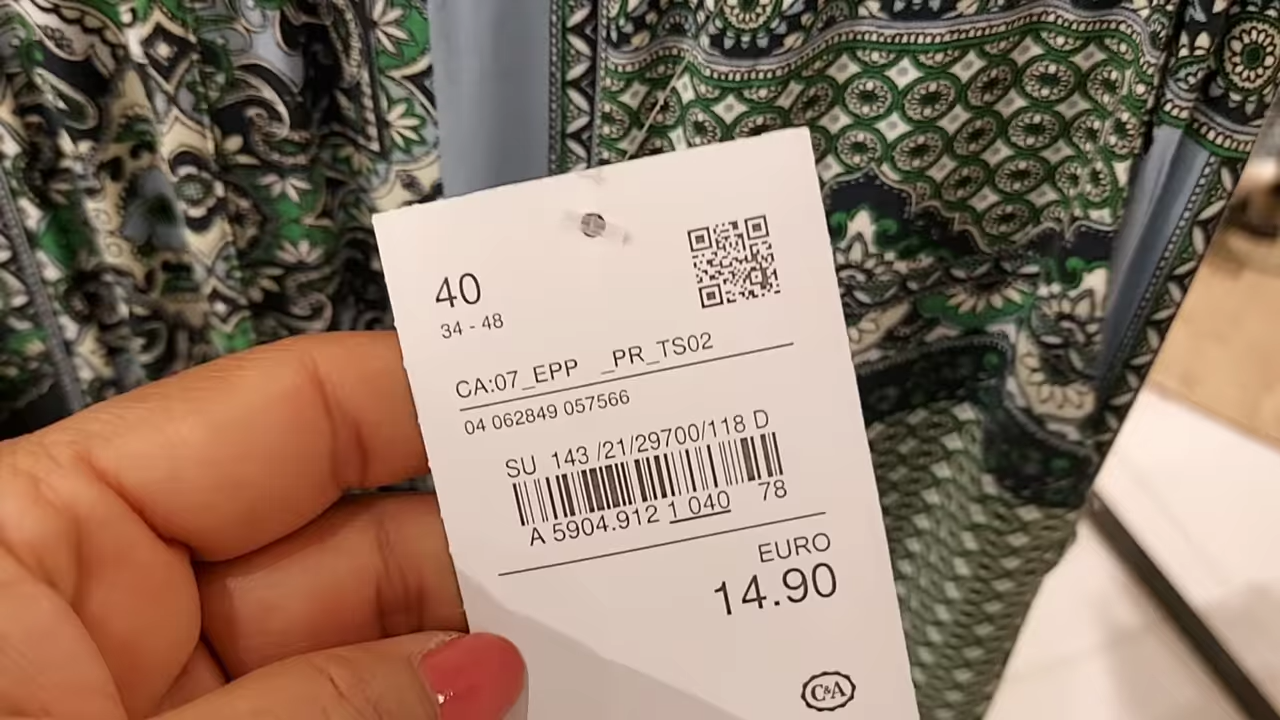 40
34 - 48
CA:07_EPP _PR_TS02
04 062849 057566
SU 143 /21/29700/118 D
A 5904.912 1 040 78
EURO
14.90
C&A